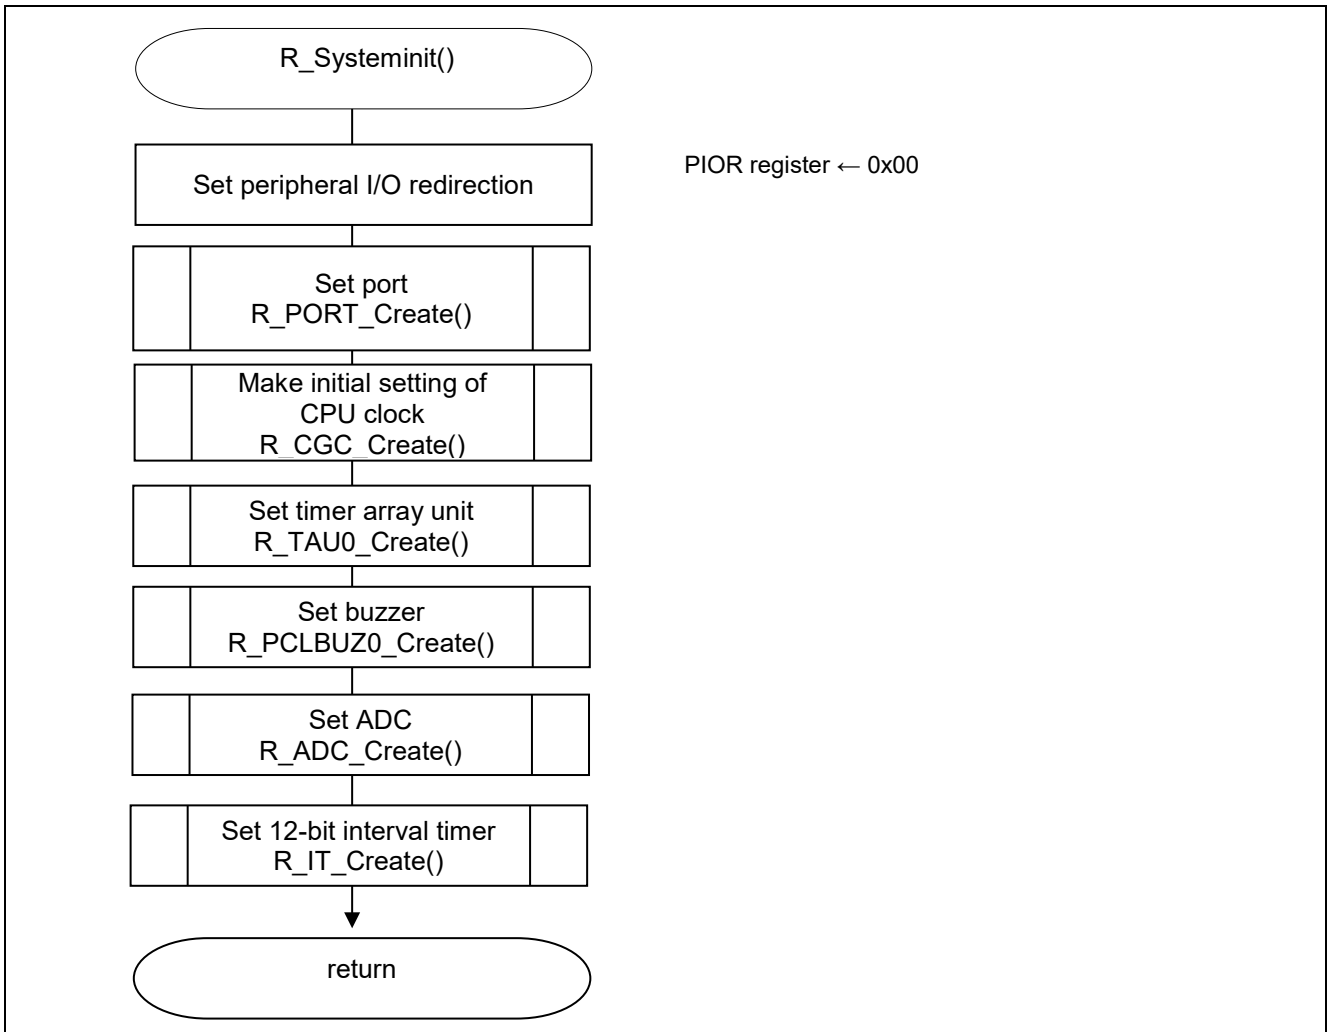 R_Systeminit()
Set peripheral I/O redirection
PIOR register ← 0x00
Set port
R_PORT_Create()
Make initial setting of
CPU clock
R_CGC_Create()
Set timer array unit
R_TAU0_Create()
Set buzzer
R_PCLBUZ0_Create()
Set ADC
R_ADC_Create()
Set 12-bit interval timer
R_IT_Create()
return